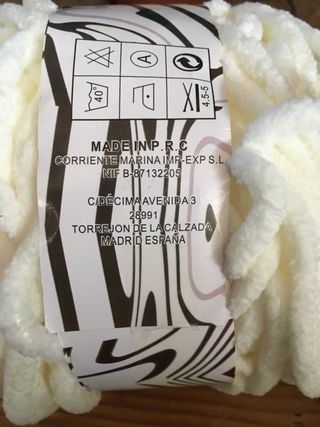 A
40°
4.5-5
MADE IN P.R.C
CORRIENTE MARINA IMP-EXP S.L
NIF B-87132205
C/DÉCIMA AVENIDA 3
28991
TORREJON DE LA CALZADA
MADRID ESPAÑA